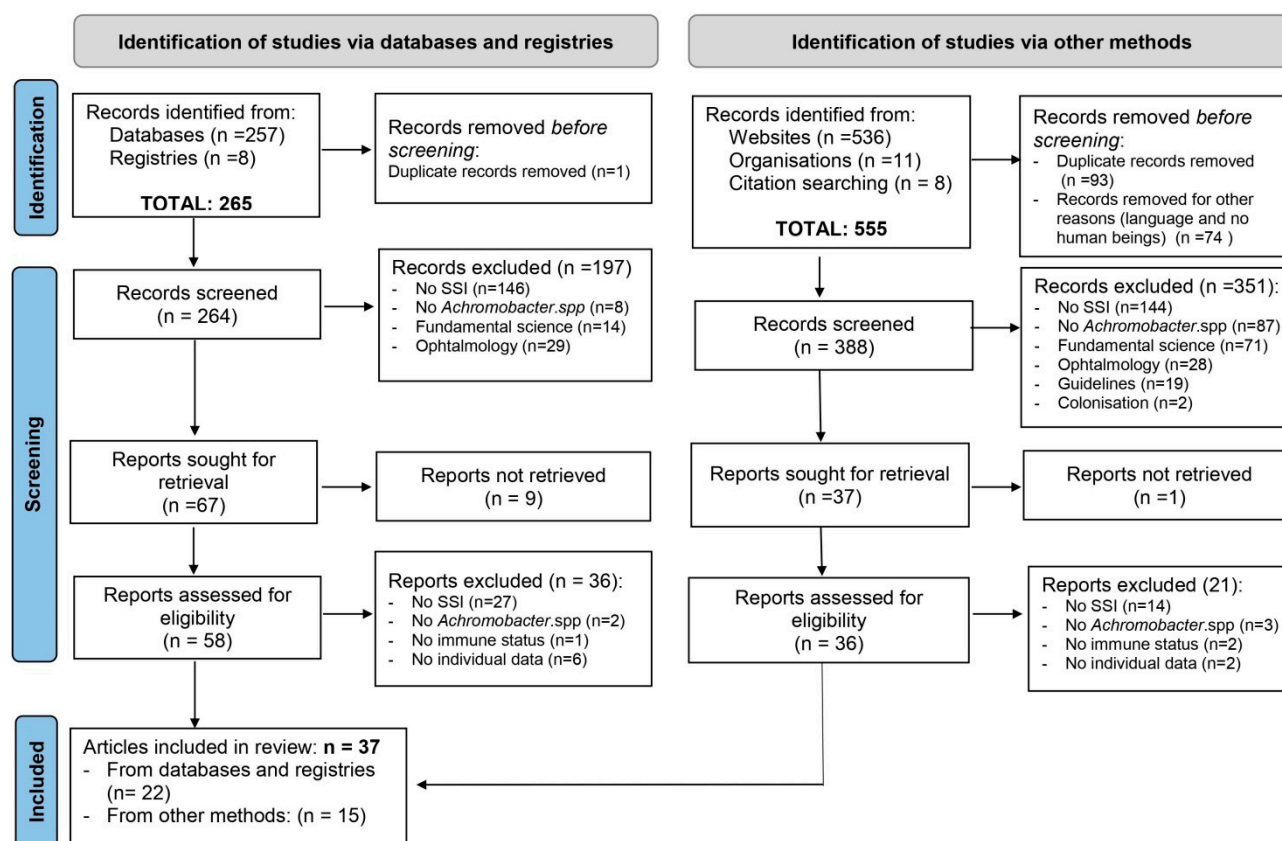 Identification of studies via databases and registries
Identification of studies via other methods
Identification
Records identified from:
Databases (n =257)
Registries (n =8)
TOTAL: 265
Records removed before
screening:
Duplicate records removed (n=1)
Records identified from:
Websites (n =536)
Organisations (n =11)
Citation searching (n = 8)
TOTAL: 555
Records removed before
screening:
- Duplicate records removed
(n =93)
- Records removed for other
reasons (language and no
human beings) (n =74 )
Screening
Records screened
(n = 264)
Records excluded (n =197)
- No SSI (n=146)
- No Achromobacter.spp (n=8)
- Fundamental science (n=14)
- Ophtalmology (n=29)
Records screened
(n = 388)
Records excluded (n =351):
- No SSI (n=144)
- No Achromobacter.spp (n=87)
- Fundamental science (n=71)
- Ophtalmology (n=28)
- Guidelines (n=19)
- Colonisation (n=2)
Reports sought for
retrieval
(n =67)
Reports not retrieved
(n = 9)
Reports sought for retrieval
(n =37)
Reports not retrieved
(n =1)
Reports assessed for
eligibility
(n = 58)
Reports excluded (n = 36):
- No SSI (n=27)
- No Achromobacter.spp (n=2)
- No immune status (n=1)
- No individual data (n=6)
Reports assessed for
eligibility
(n = 36)
Reports excluded (21):
- No SSI (n=14)
- No Achromobacter.spp (n=3)
- No immune status (n=2)
- No individual data (n=2)
Included
Articles included in review: n = 37
- From databases and registries
(n= 22)
- From other methods: (n = 15)